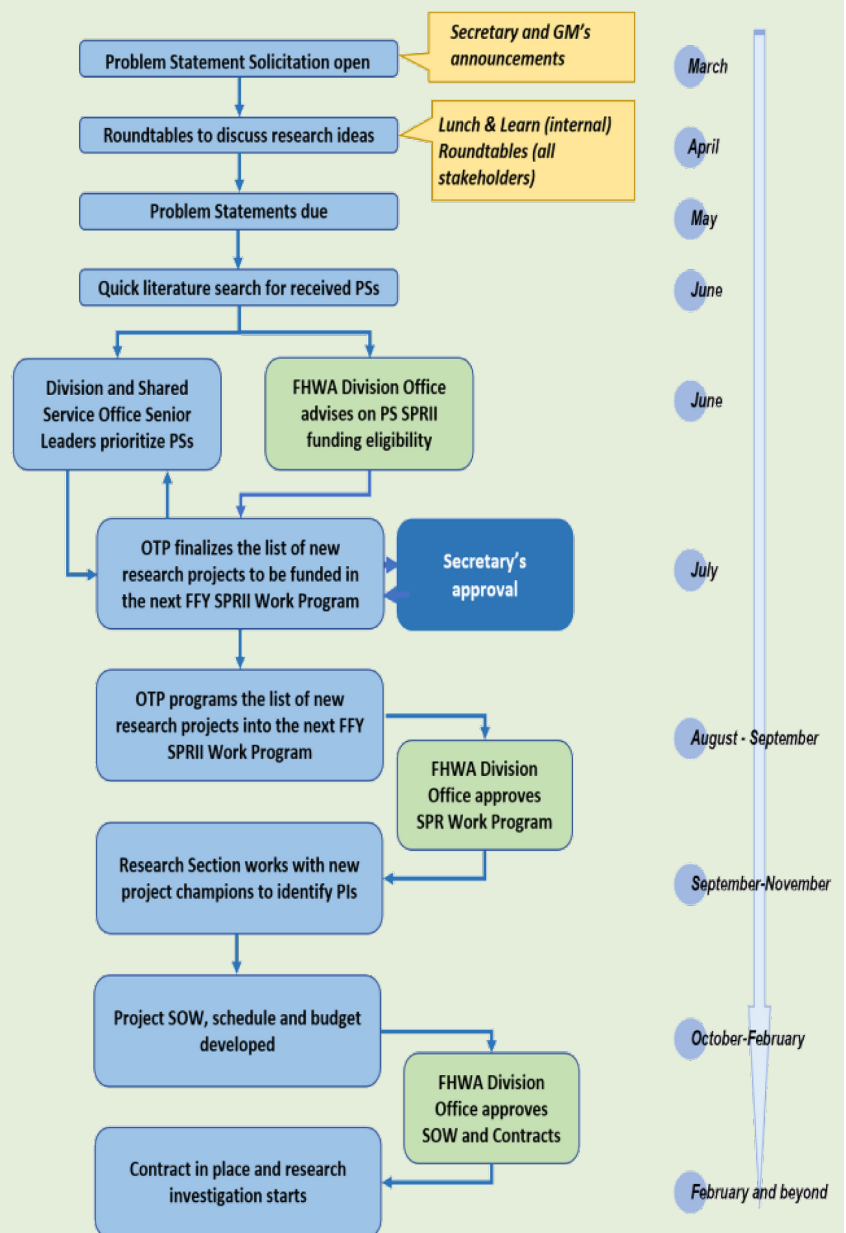 Secretary and GM's
announcements
Problem Statement Solicitation open
March
Lunch & Learn (internal)
Roundtables (all
stakeholders)
Roundtables to discuss research ideas
April
Problem Statements due
May
Quick literature search for received PSs
June
Division and Shared
Service Office Senior
Leaders prioritize PSs
FHWA Division Office
advises on PS SPRII
funding eligibility
June
OTP finalizes the list of new
research projects to be funded in
the next FFY SPRII Work Program
Secretary's
approval
July
OTP programs the list of new
research projects into the next FFY
SPRII Work Program
August - September
FHWA Division
Office approves
SPR Work Program
Research Section works with new
project champions to identify PIs
September-November
Project SOW, schedule and budget
developed
October-February
FHWA Division
Office approves
SOW and Contracts
Contract in place and research
investigation starts
February and beyond